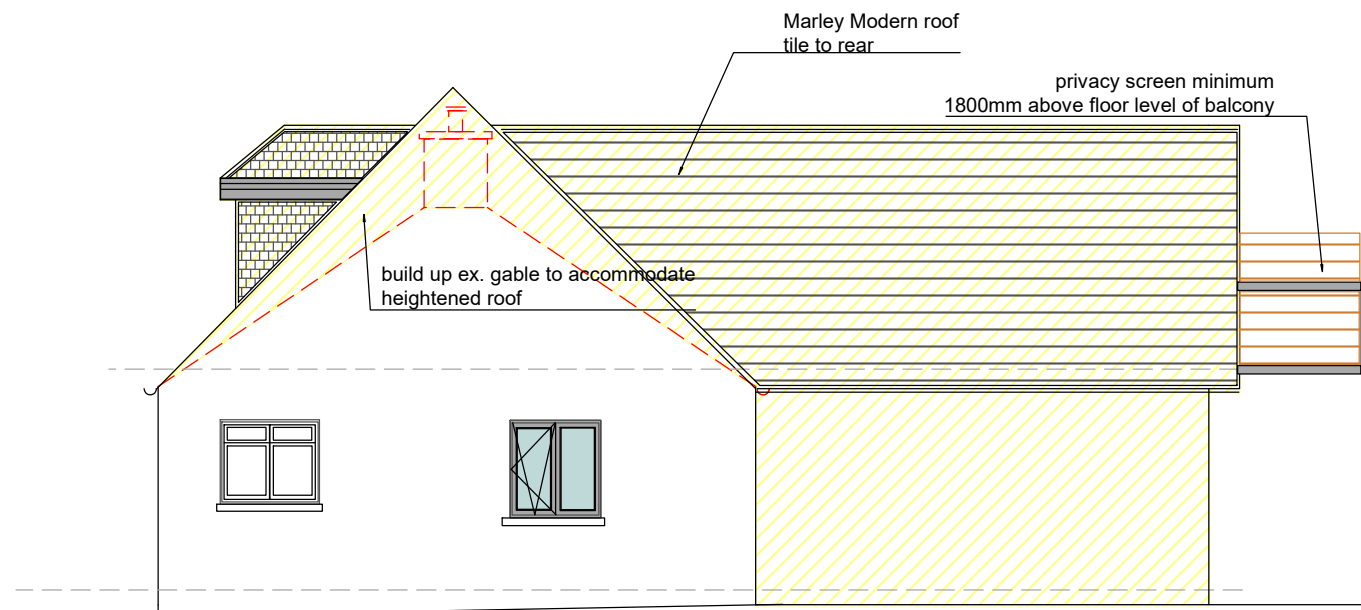 Marley Modern roof
tile to rear
privacy screen minimum
1800mm above floor level of balcony
build up ex. gable to accommodate
heightened roof